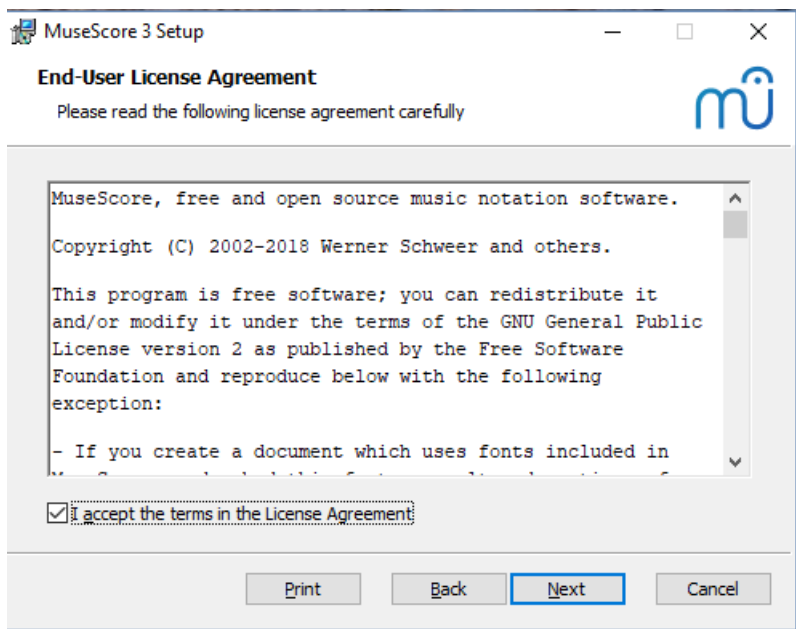 MuseScore 3 Setup
End-User License Agreement
Please read the following license agreement carefully
MuseScore, free and open source music notation software.
Copyright (C) 2002-2018 Werner Schweer and others.
This program is free software; you can redistribute it
and/or modify it under the terms of the GNU General Public
License version 2 as published by the Free Software
Foundation and reproduce below with the following
exception:
- If you create a document which uses fonts included in
I accept the terms in the License Agreement
Print Back Next Cancel